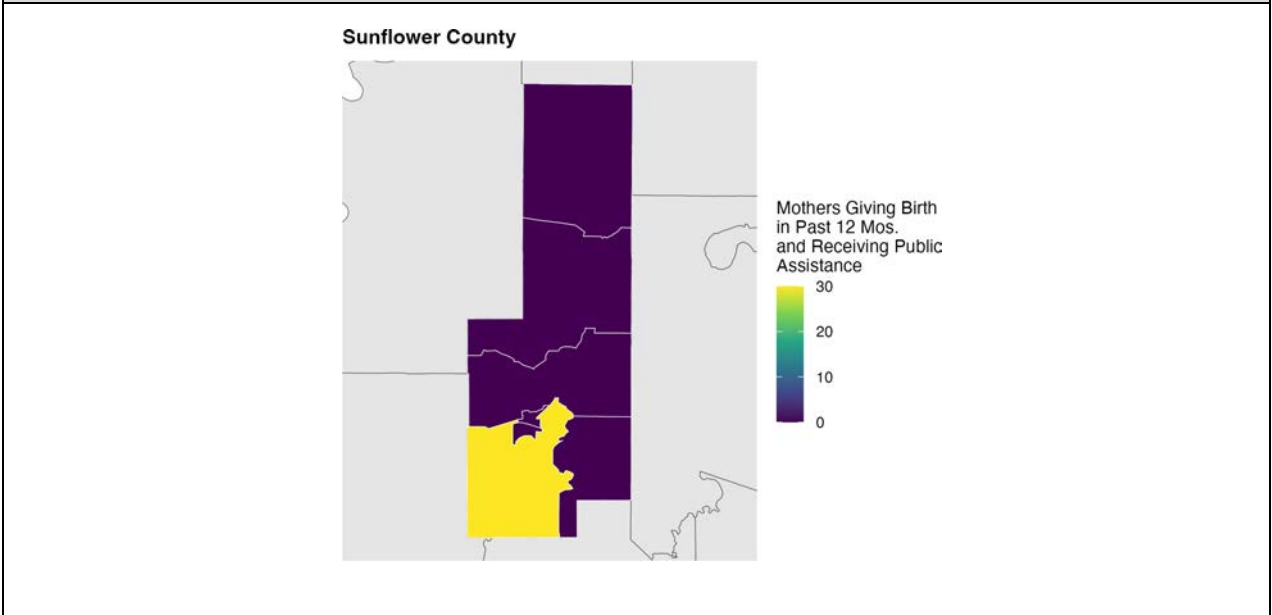 Sunflower County
Mothers Giving Birth
in Past 12 Mos.
and Receiving Public
Assistance
30
20
10
0